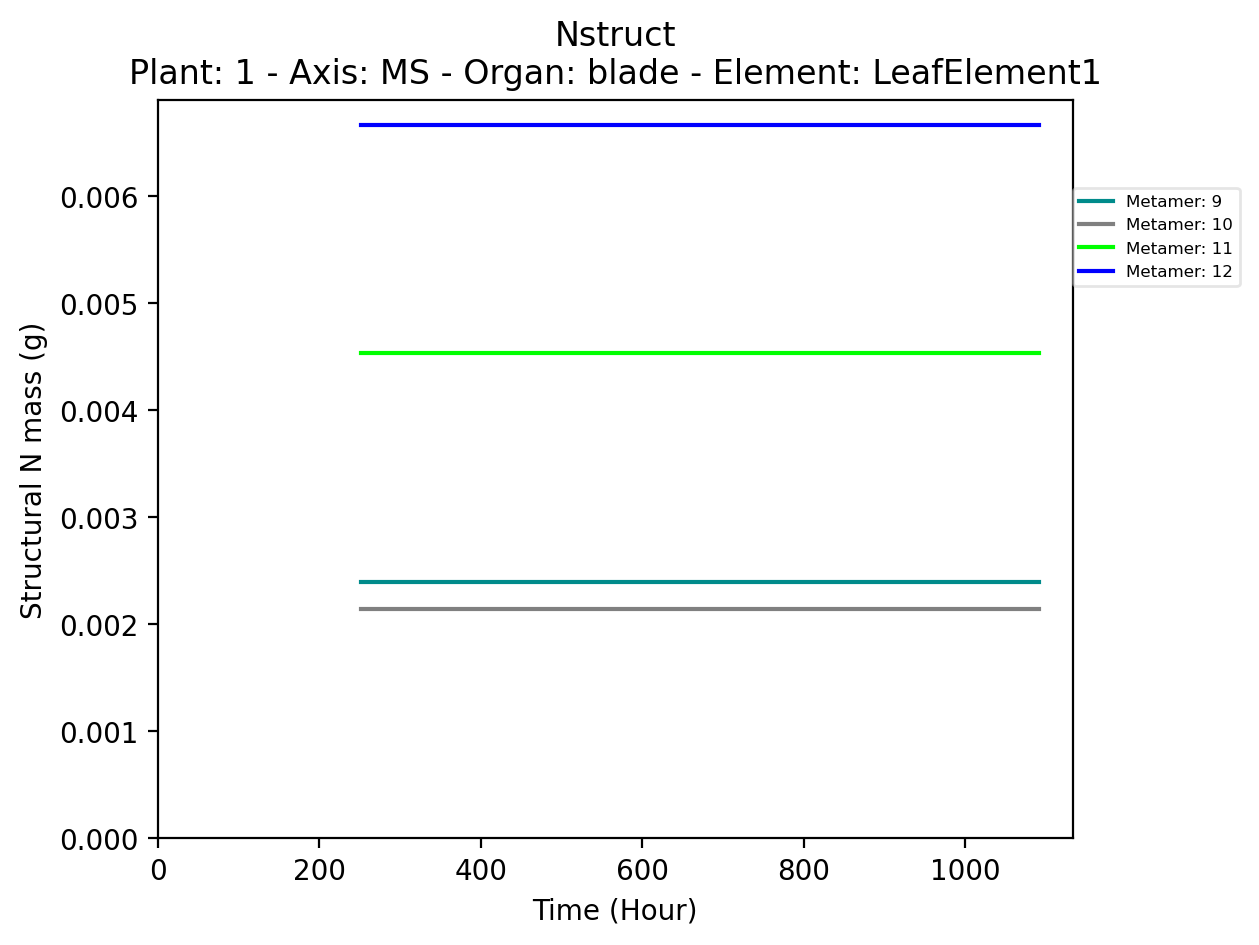 Nstruct
Plant: 1 - Axis: MS - Organ: blade - Element: LeafElement1
Structural N mass (g)
0.006
0.005
0.004
0.003
0.002
0.001
0.000
0 200 400 600 800 1000
Time (Hour)
Metamer: 9
Metamer: 10
Metamer: 11
Metamer: 12